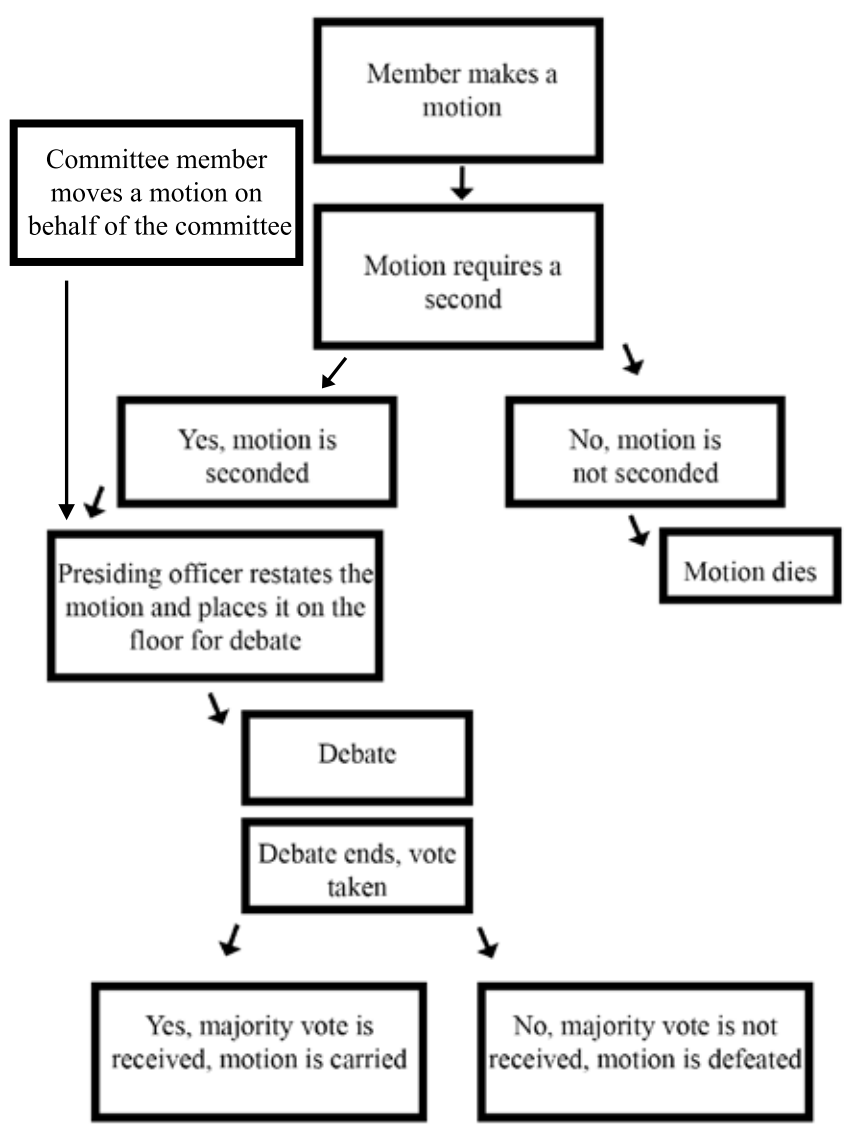 Member makes a
motion
Committee member
moves a motion on
behalf of the committee
Motion requires a
second
Yes, motion is
seconded
No, motion is
not seconded
Presiding officer restates the
motion and places it on the
floor for debate
Motion dies
Debate
Debate ends, vote
taken
Yes, majority vote is
received, motion is carried
No, majority vote is not
received, motion is defeated